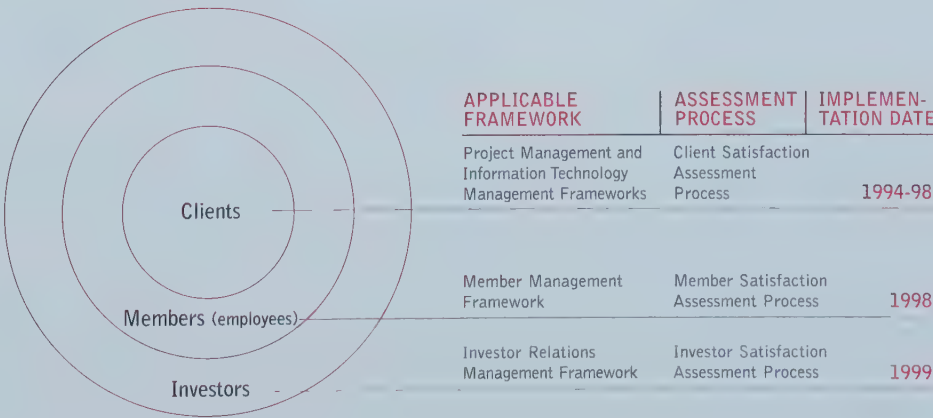 APPLICABLE FRAMEWORK
ASSESSMENT PROCESS
IMPLEMEN-
TATION DATE
Clients
Project Management and
Information Technology
Management Frameworks
Client Satisfaction
Assessment
Process
1994-98
Members (employees)
Member Management
Framework
Member Satisfaction
Assessment Process
1998
Investors
Investor Relations
Management Framework
Investor Satisfaction
Assessment Process
1999